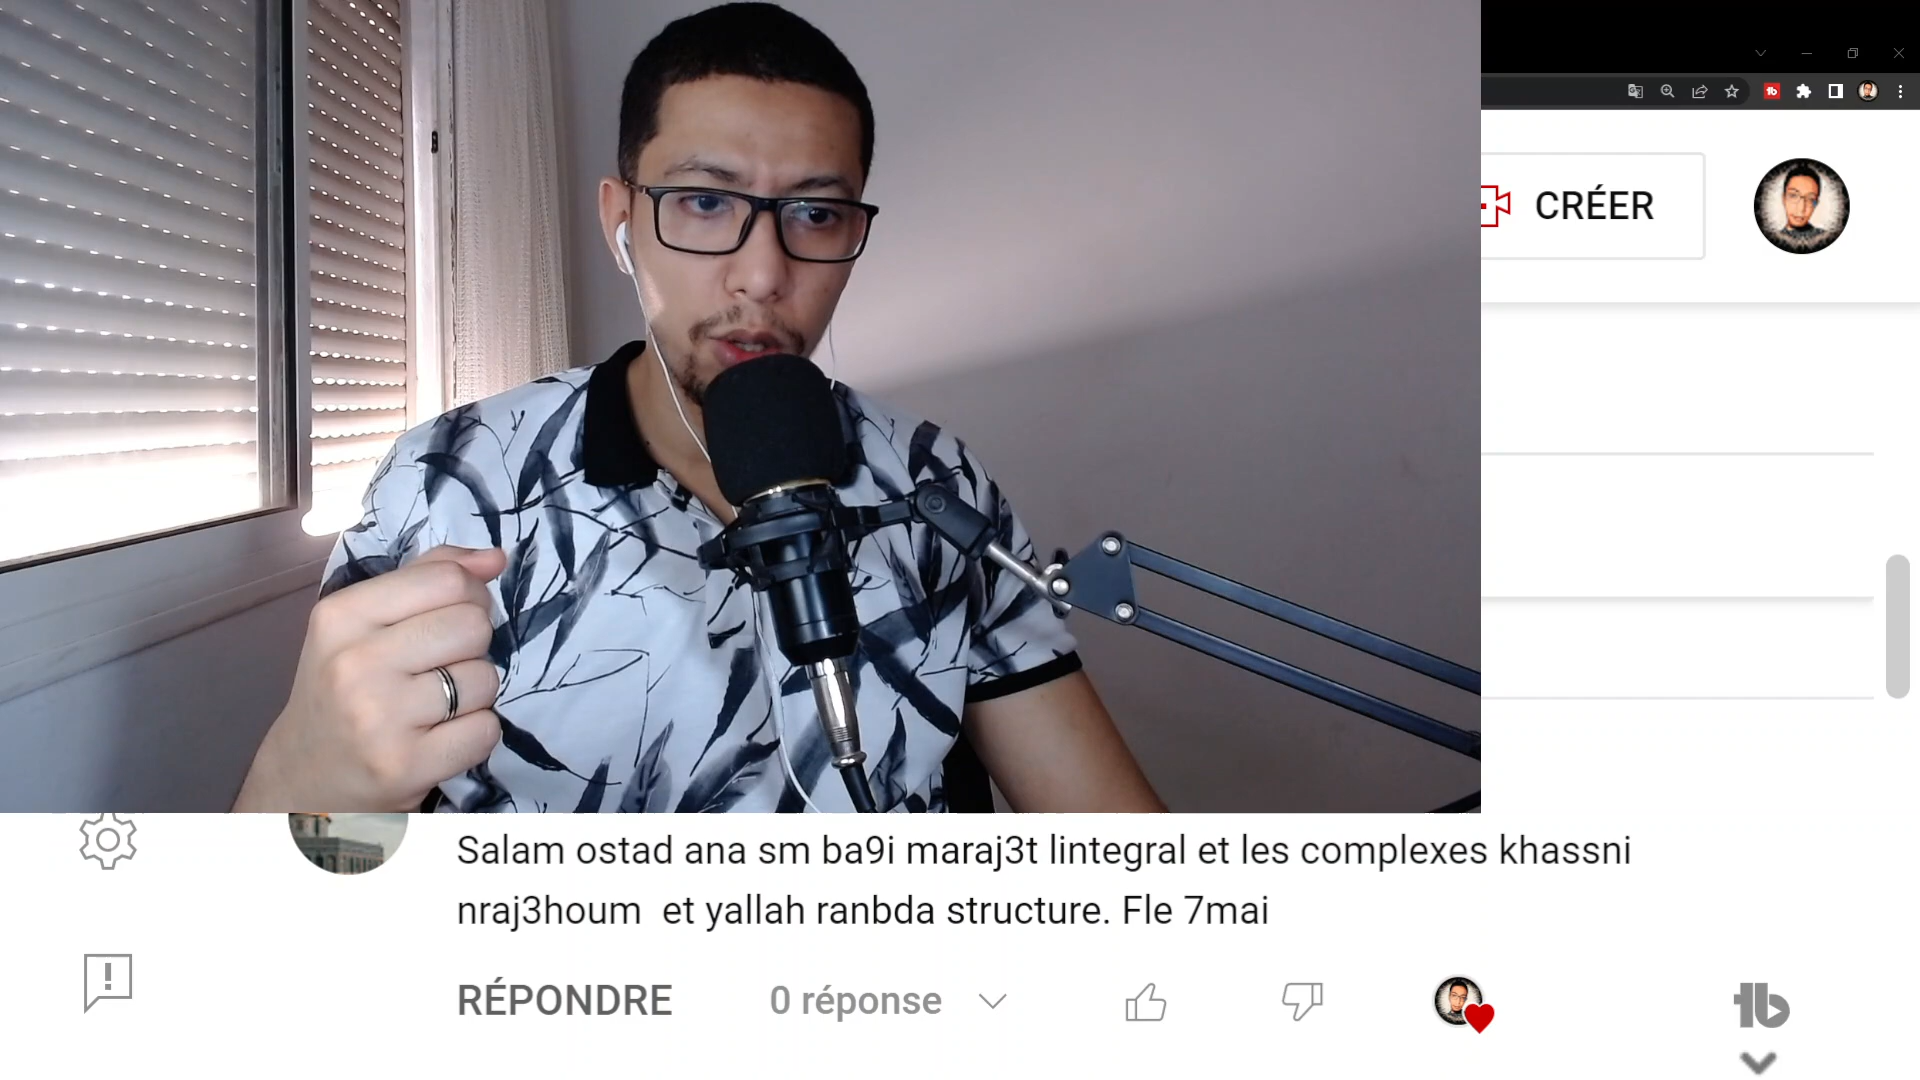 CRÉER
Salam ostad ana sm ba9i maraj3t lintegral et les complexes khassni
nraj3houm et yallah ranbda structure. Fle 7mai
RÉPONDRE 0 réponse